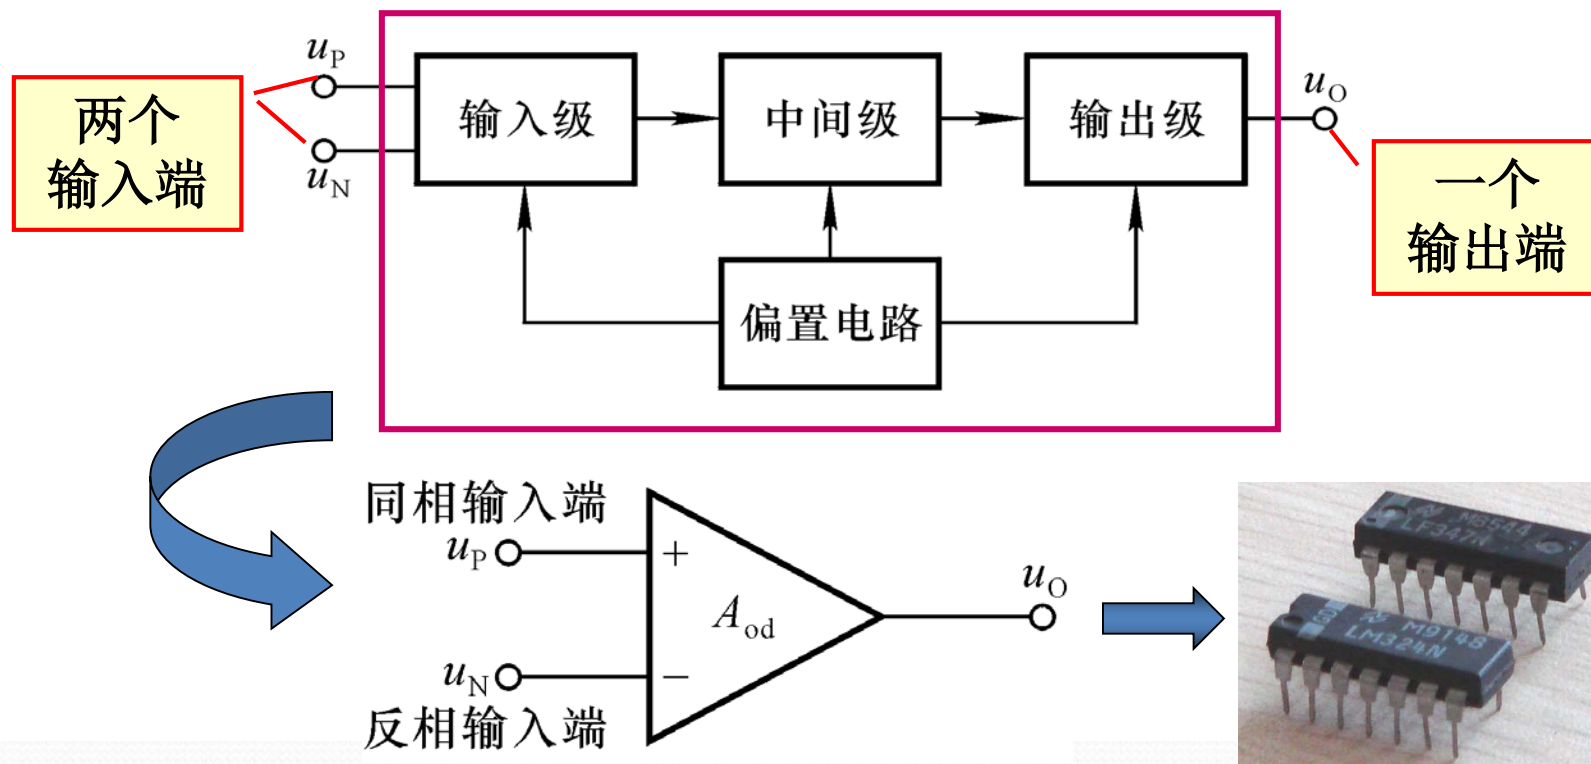 u_P
两个
输入端
u_N
输入级
中间级
输出级
u_O
一个
输出端
偏置电路
同相输入端
u_P
+
A_od
u_O
u_N
−
反相输入端
M8544
LF347N
M9148
LM324N